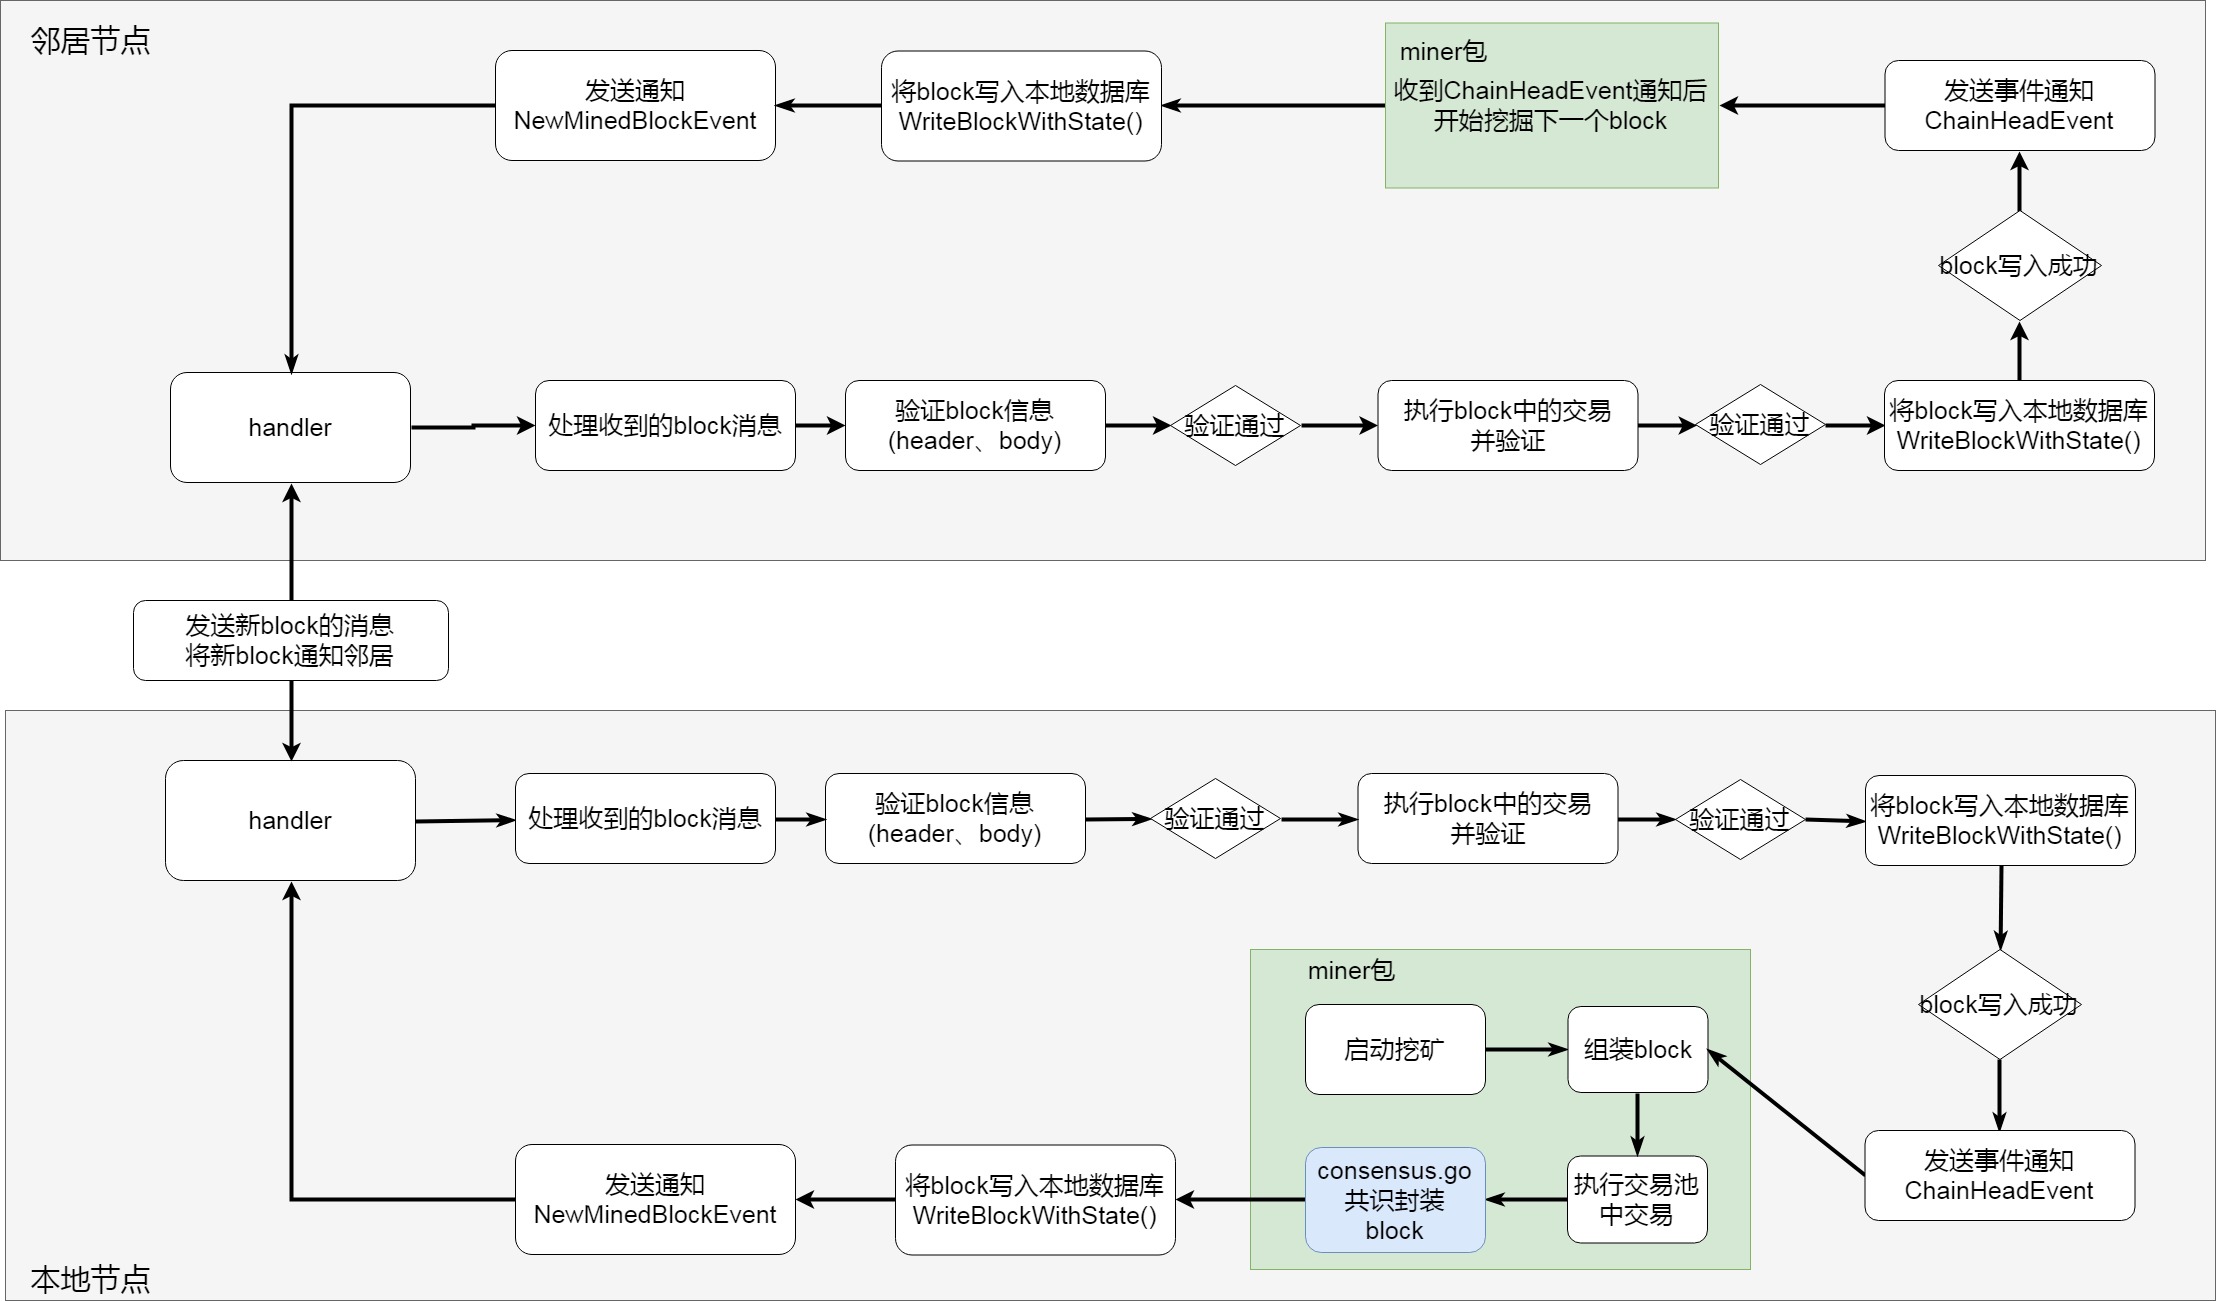 邻居节点
发送通知
NewMinedBlockEvent
将block写入本地数据库
WriteBlockWithState()
miner包
收到ChainHeadEvent通知后
开始挖掘下一个block
发送事件通知
ChainHeadEvent
block写入成功
handler
处理收到的block消息
验证block信息
(header、body)
验证通过
执行block中的交易
并验证
验证通过
将block写入本地数据库
WriteBlockWithState()
发送新block的消息
将新block通知邻居
handler
处理收到的block消息
验证block信息
(header、body)
验证通过
执行block中的交易
并验证
验证通过
将block写入本地数据库
WriteBlockWithState()
block写入成功
miner包
启动挖矿
组装block
发送事件通知
ChainHeadEvent
执行交易池
中交易
consensus.go
共识封装
block
将block写入本地数据库
WriteBlockWithState()
发送通知
NewMinedBlockEvent
本地节点